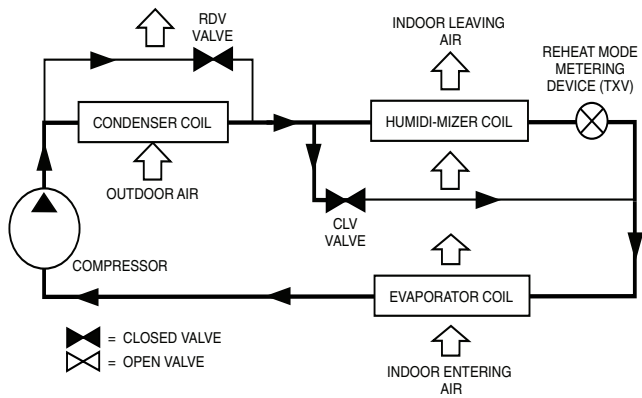 RDV
VALVE
INDOOR LEAVING
AIR
REHEAT MODE
METERING
DEVICE (TXV)
CONDENSER COIL
HUMIDI-MIZER COIL
OUTDOOR AIR
CLV
VALVE
COMPRESSOR
EVAPORATOR COIL
= CLOSED VALVE
= OPEN VALVE
INDOOR ENTERING
AIR